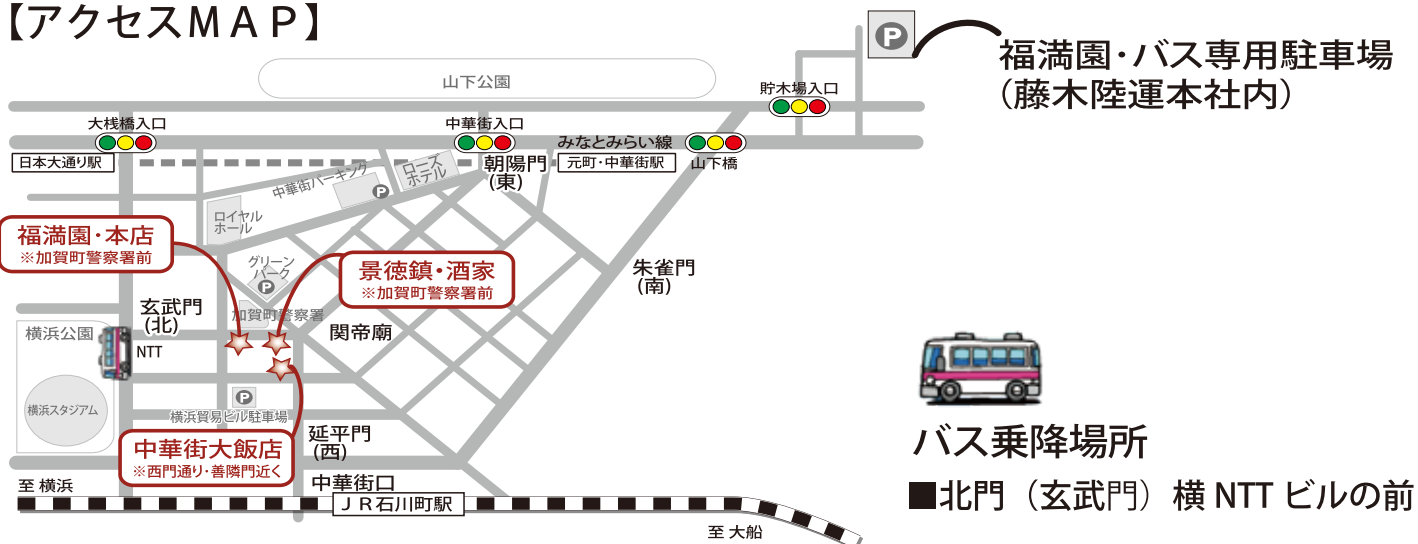 【アクセスMAP】
P
福満園・バス専用駐車場
（藤木陸運本社内）
山下公園
貯木場入口
大桟橋入口
中華街入口
みなとみらい線
山下橋
日本大通り駅
元町・中華街駅
朝陽門
(東)
ローズ
ホテル
中華街パーキング
P
ロイヤル
ホール
福満園・本店
※加賀町警察署前
グリーン
パーク
P
景徳鎮・酒家
※加賀町警察署前
朱雀門
(南)
玄武門
(北)
加賀町警察署
関帝廟
横浜公園
NTT
横浜スタジアム
P
横浜貿易ビル駐車場
中華街大飯店
※西門通り・善隣門近く
延平門
(西)
中華街口
至 横浜
ＪＲ石川町駅
至 大船
バス乗降場所
■北門（玄武門）横 NTT ビルの前